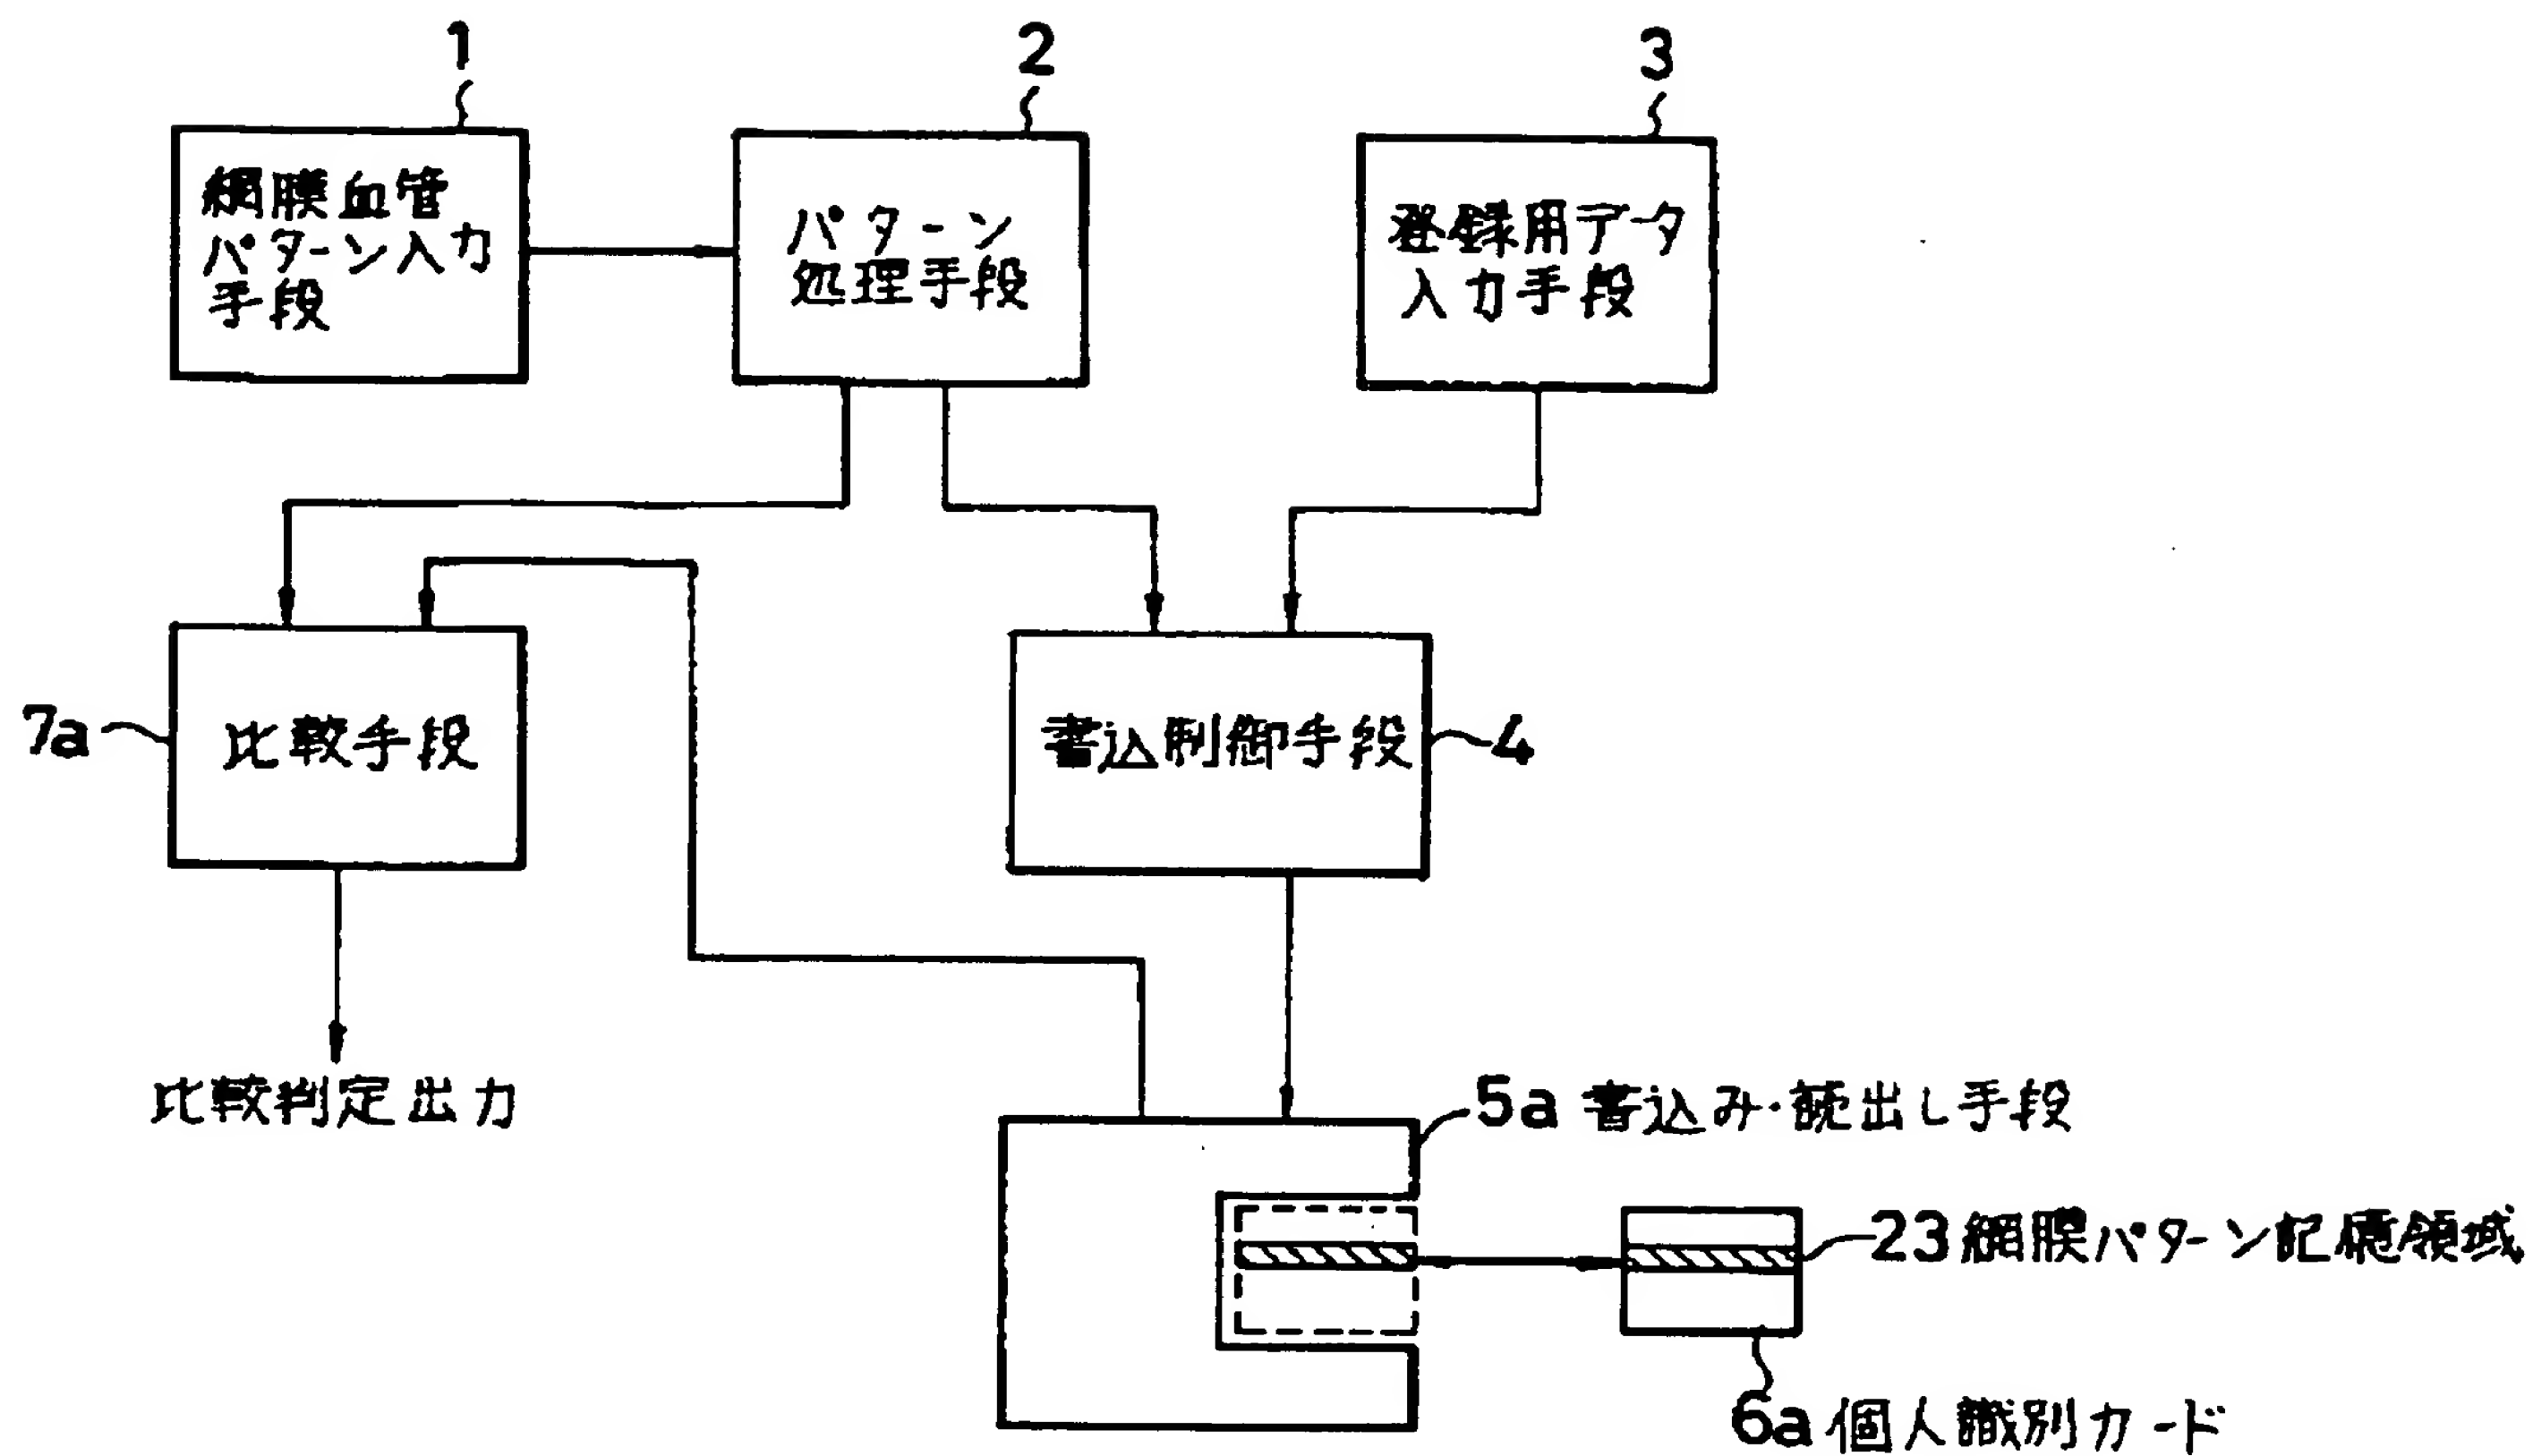 1
2
3
網膜血管
パターン入力
手段
パターン
処理手段
登録用データ
入力手段
7a
比較手段
書込制御手段
4
比較判定出力
5a 書込み・読出し手段
23 網膜パターン記憶領域
6a 個人識別カード